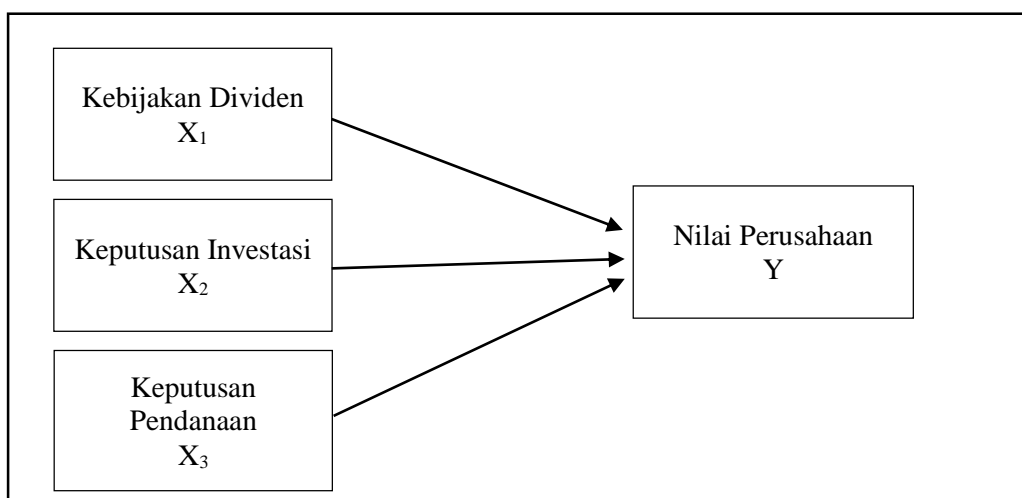 Kebijakan Dividen
X₁
Keputusan Investasi
X₂
Keputusan
Pendanaan
X₃
Nilai Perusahaan
Y